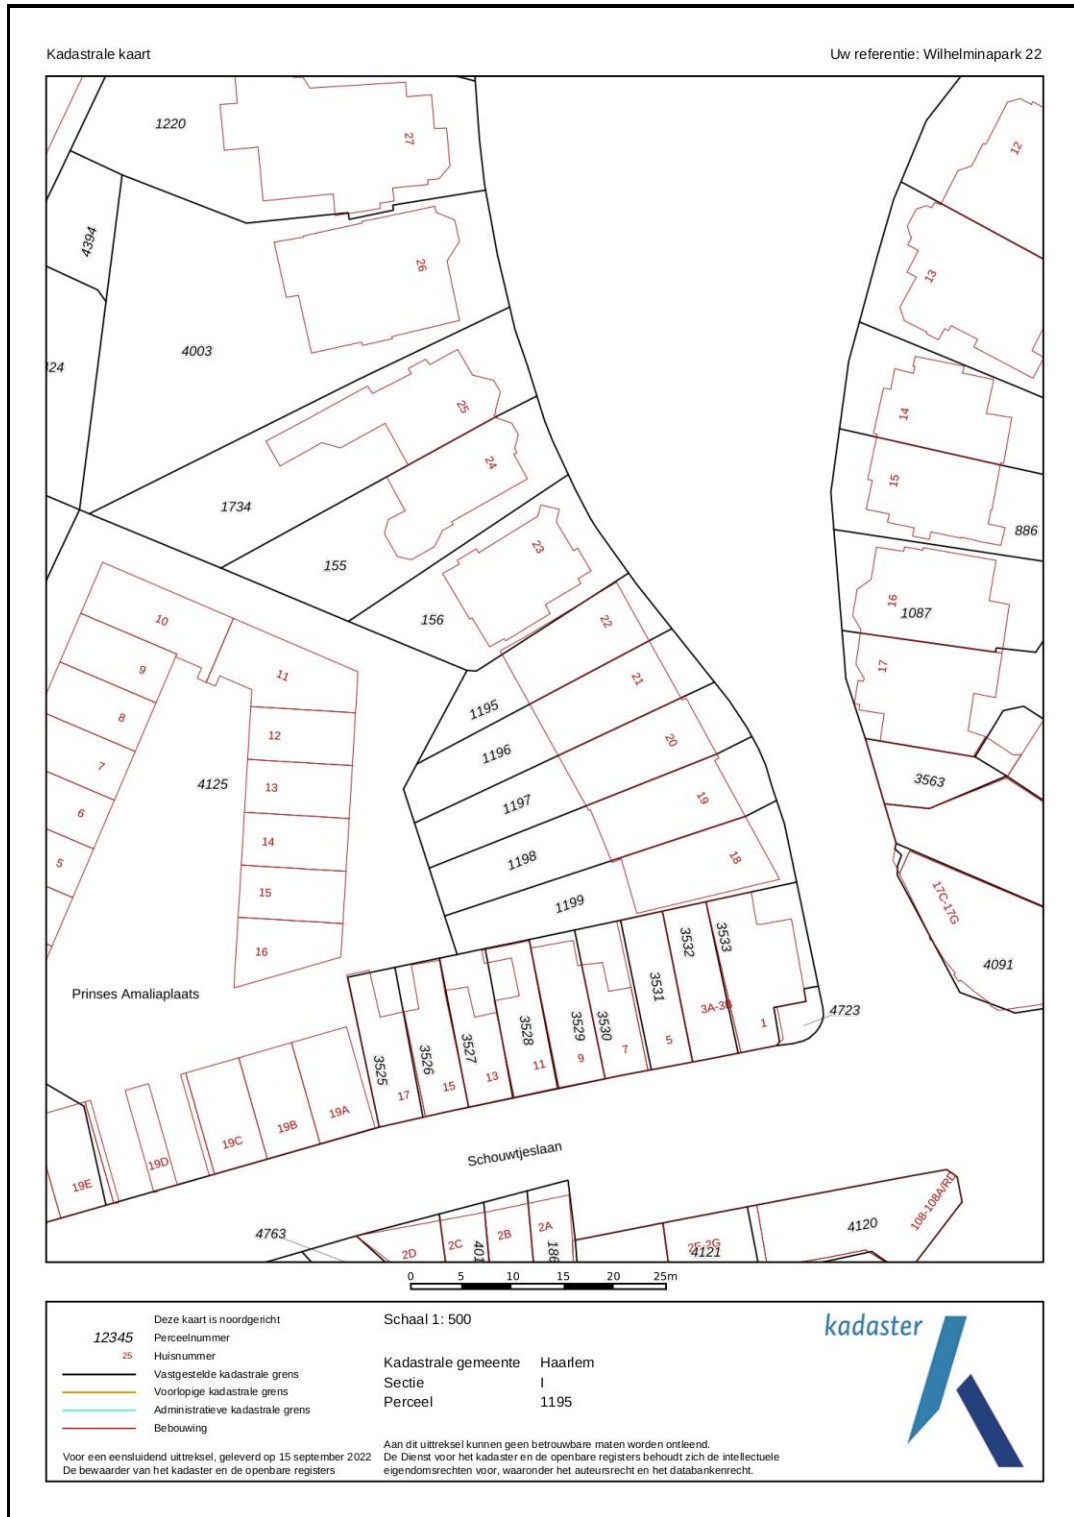 Kadastrale kaart
Uw referentie: Wilhelminapark 22
1220
27
12
4394
26
13
4003
324
25
14
24
15
1734
886
23
155
16
1087
156
22
10
17
9
11
21
8
1195
12
20
1196
7
3563
4125
13
1197
19
6
14
1198
18
5
15
1199
17C-17G
16
3533
3532
4091
Prinses Amaliaplaats
3531
3530
3529
3528
3527
3526
3525
3A-3B
4723
1
5
7
9
11
13
15
17
19A
19B
19C
19D
19E
Schouwtjeslaan
4763
2D
2C
401
2B
2A
186
2E-2G
4121
4120
108-108A/RD
0 5 10 15 20 25m
Deze kaart is noordgericht
12345 Perceelnummer
25 Huisnummer
Vastgestelde kadastrale grens
Voorlopige kadastrale grens
Administratieve kadastrale grens
Bebouwing
Voor een eensluidend uittreksel, geleverd op 15 september 2022
De bewaarder van het kadaster en de openbare registers
Schaal 1: 500
Kadastrale gemeente Haarlem
Sectie I
Perceel 1195
Aan dit uittreksel kunnen geen betrouwbare maten worden ontleend.
De Dienst voor het kadaster en de openbare registers behoudt zich de intellectuele
eigendomsrechten voor, waaronder het auteursrecht en het databankenrecht.
kadaster